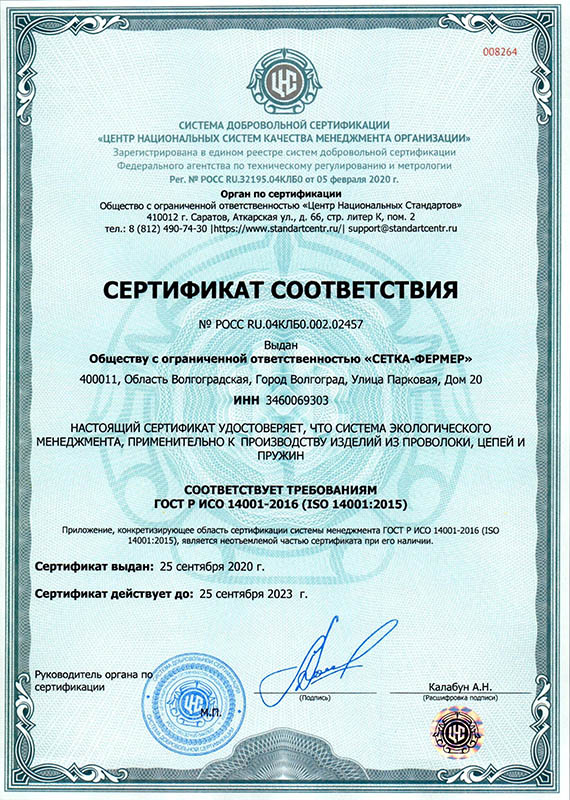 008264
ЦНС
СИСТЕМА ДОБРОВОЛЬНОЙ СЕРТИФИКАЦИИ
«ЦЕНТР НАЦИОНАЛЬНЫХ СИСТЕМ КАЧЕСТВА МЕНЕДЖМЕНТА ОРГАНИЗАЦИИ»
Зарегистрирована в едином реестре систем добровольной сертификации
Федерального агентства по техническому регулированию и метрологии
Рег. № РОСС RU.32195.04КЛБ0 от 05 февраля 2020 г.
Орган по сертификации
Общество с ограниченной ответственностью «Центр Национальных Стандартов»
410012 г. Саратов, Аткарская ул., д. 66, стр. литер К, пом. 2
тел.: 8 (812) 490-74-30 |https://www.standartcentr.ru/| support@standartcentr.ru
СЕРТИФИКАТ СООТВЕТСТВИЯ
№ РОСС RU.04КЛБ0.002.02457
Выдан
Обществу с ограниченной ответственностью «СЕТКА-ФЕРМЕР»
400011, Область Волгоградская, Город Волгоград, Улица Парковая, Дом 20
ИНН 3460069303
НАСТОЯЩИЙ СЕРТИФИКАТ УДОСТОВЕРЯЕТ, ЧТО СИСТЕМА ЭКОЛОГИЧЕСКОГО
МЕНЕДЖМЕНТА, ПРИМЕНИТЕЛЬНО К ПРОИЗВОДСТВУ ИЗДЕЛИЙ ИЗ ПРОВОЛОКИ, ЦЕПЕЙ И
ПРУЖИН
СООТВЕТСТВУЕТ ТРЕБОВАНИЯМ
ГОСТ Р ИСО 14001-2016 (ISO 14001:2015)
Приложение, конкретизирующее область сертификации системы менеджмента ГОСТ Р ИСО 14001-2016 (ISO
14001:2015), является неотъемлемой частью сертификата при его наличии.
Сертификат выдан: 25 сентября 2020 г.
Сертификат действует до: 25 сентября 2023 г.
Руководитель органа по
сертификации
М.П.
(Подпись)
Калабун А.Н.
(Расшифровка подписи)
ЦНС
СИСТЕМА ДОБРОВОЛЬНОЙ СЕРТИФИКАЦИИ
ЦНС